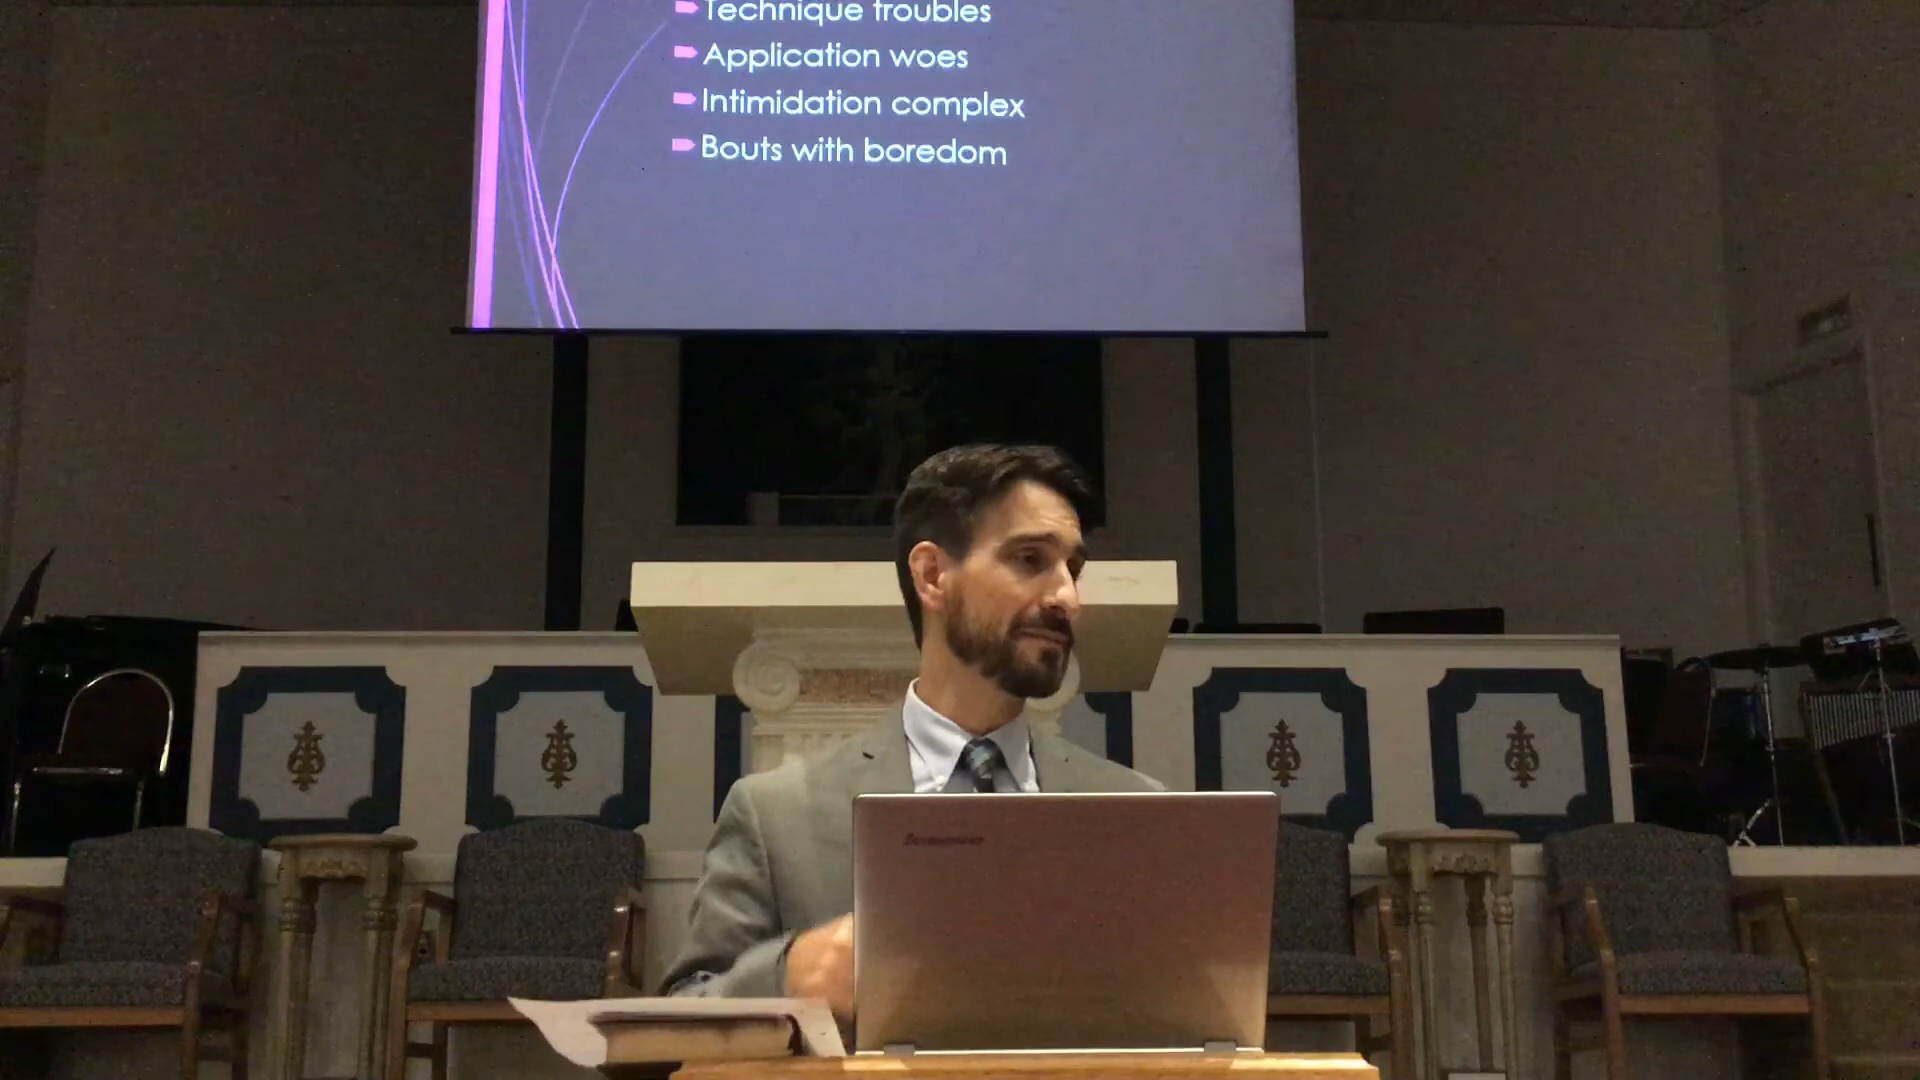 Technique troubles
Application woes
Intimidation complex
Bouts with boredom